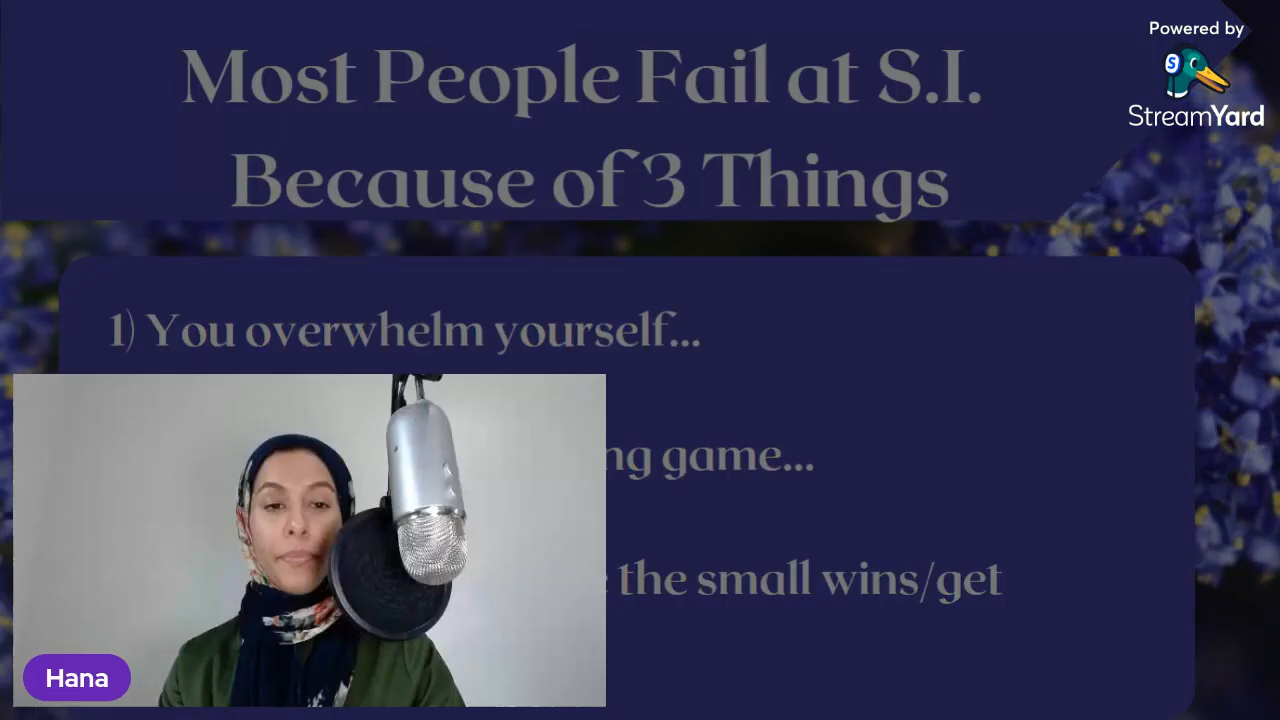 Most People Fail at S.I.
Because of 3 Things
1) You overwhelm yourself...
game...
the small wins/get
Hana
Powered by
S
StreamYard